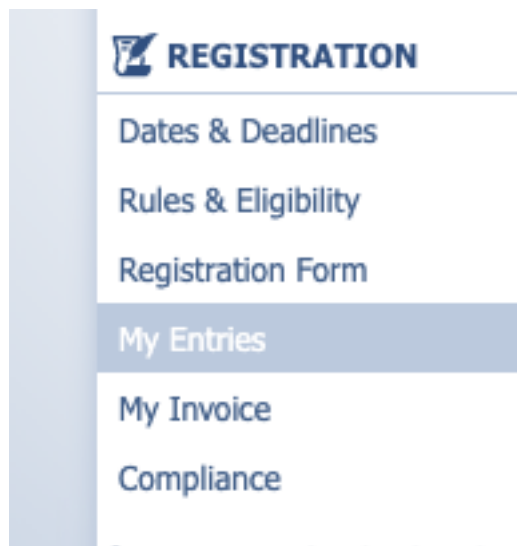 REGISTRATION
Dates & Deadlines
Rules & Eligibility
Registration Form
My Entries
My Invoice
Compliance